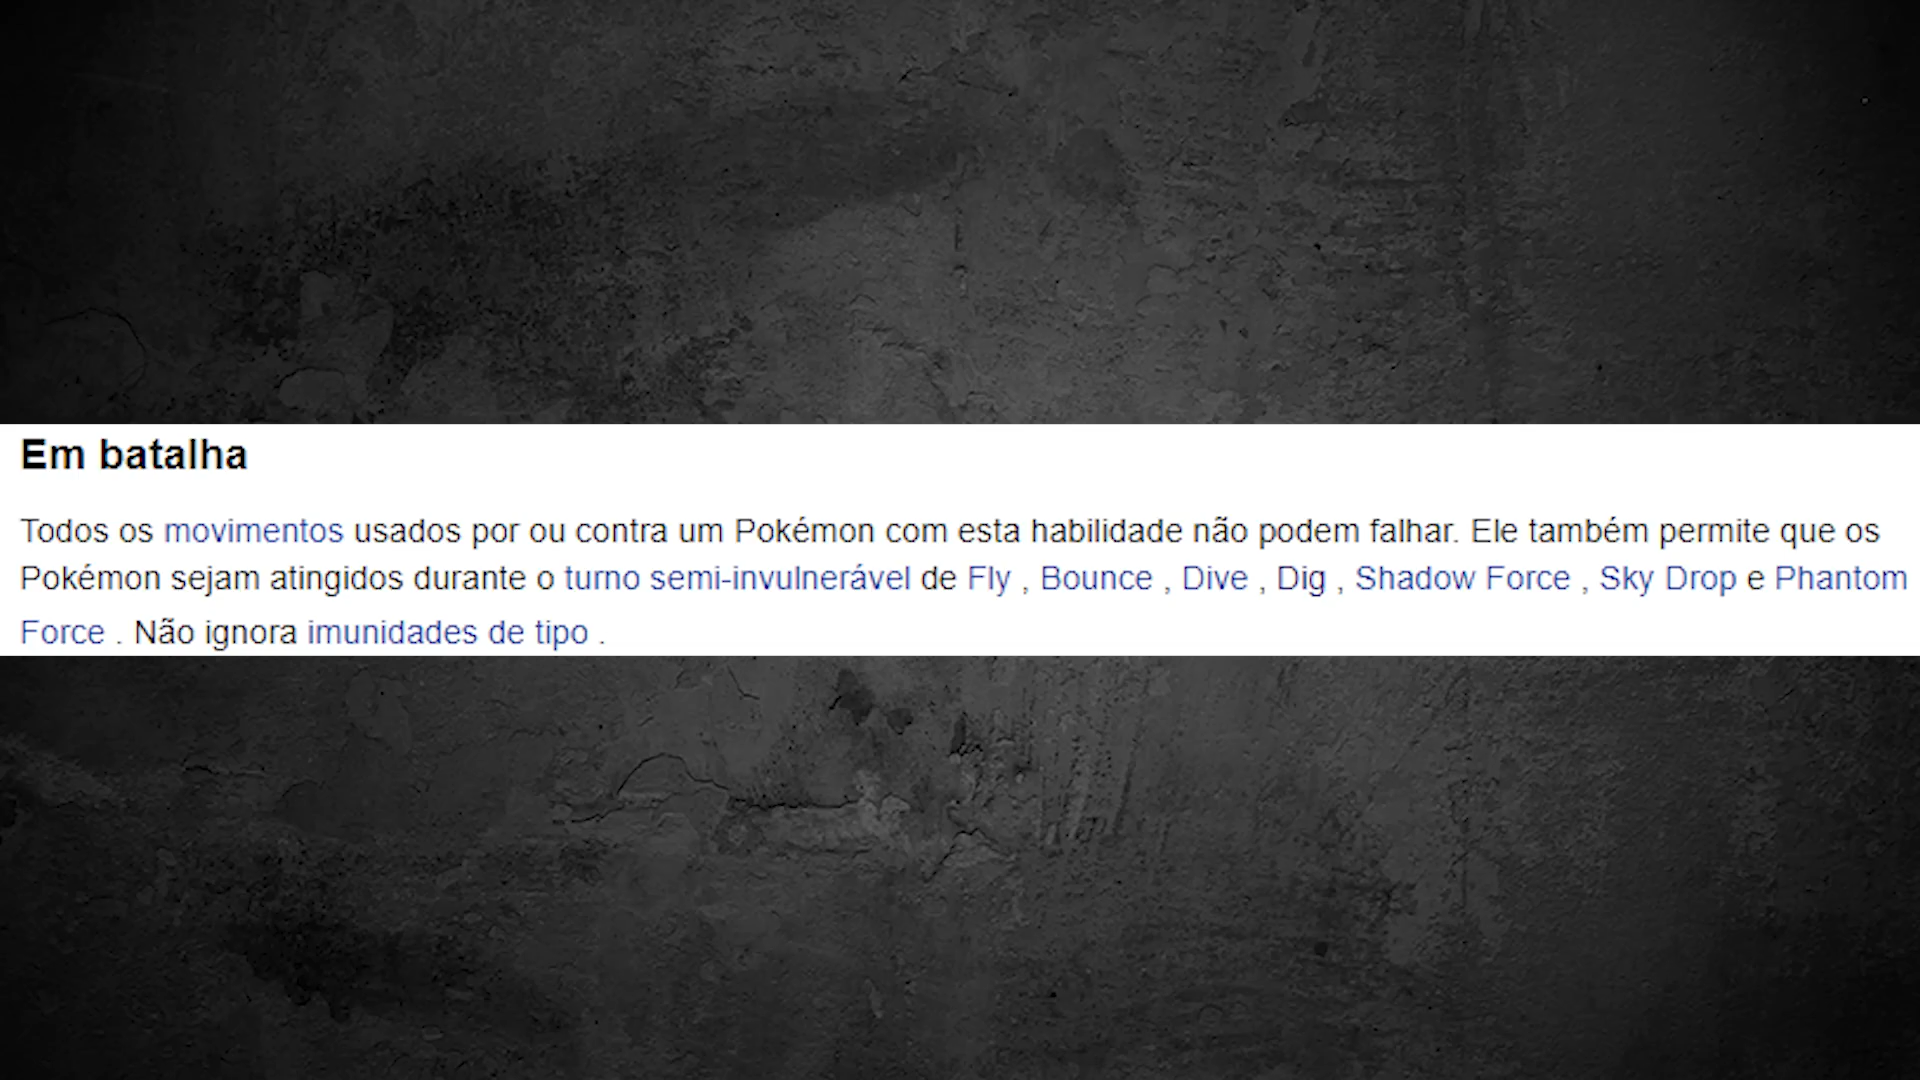 Em batalha
Todos os movimentos usados por ou contra um Pokémon com esta habilidade não podem falhar. Ele também permite que os
Pokémon sejam atingidos durante o turno semi-invulnerável de Fly , Bounce , Dive , Dig , Shadow Force , Sky Drop e Phantom
Force . Não ignora imunidades de tipo .